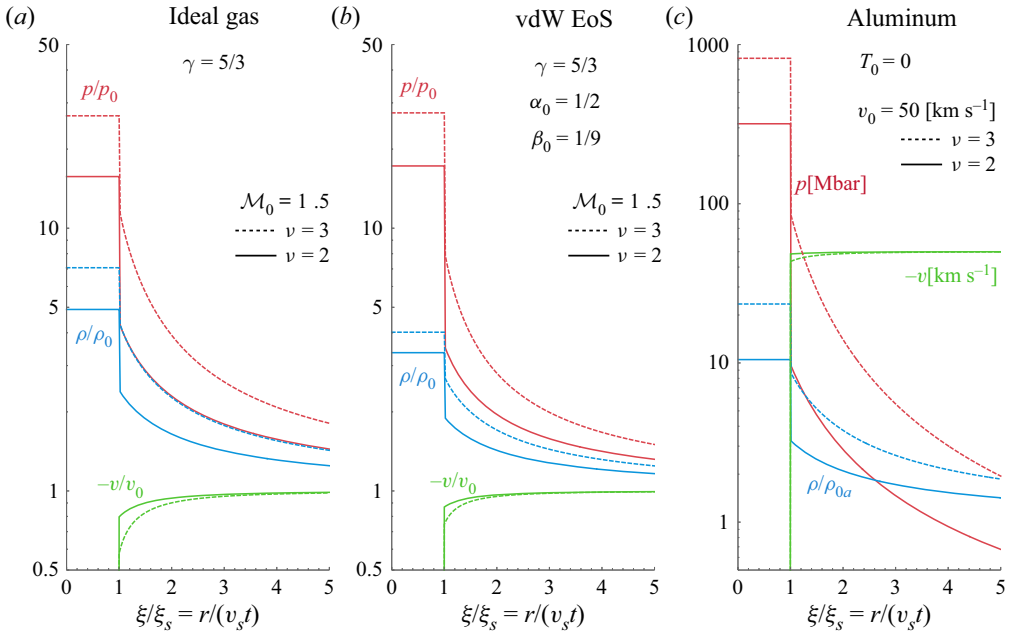 (a) Ideal gas
50
γ = 5/3
p/p₀
10
ℳ₀ = 1 .5
ν = 3
ν = 2
5
ρ/ρ₀
−v/v₀
1
0.5
0 1 2 3 4 5
ξ/ξₛ = r/(vₛt)
(b) vdW EoS
50
γ = 5/3
α₀ = 1/2
β₀ = 1/9
p/p₀
10
ℳ₀ = 1 .5
ν = 3
ν = 2
5
ρ/ρ₀
−v/v₀
1
0.5
0 1 2 3 4 5
ξ/ξₛ = r/(vₛt)
(c) Aluminum
1000
T₀ = 0
v₀ = 50 [km s⁻¹]
ν = 3
ν = 2
p[Mbar]
100
−v[km s⁻¹]
10
ρ/ρ₀ₐ
1
0 1 2 3 4 5
ξ/ξₛ = r/(vₛt)